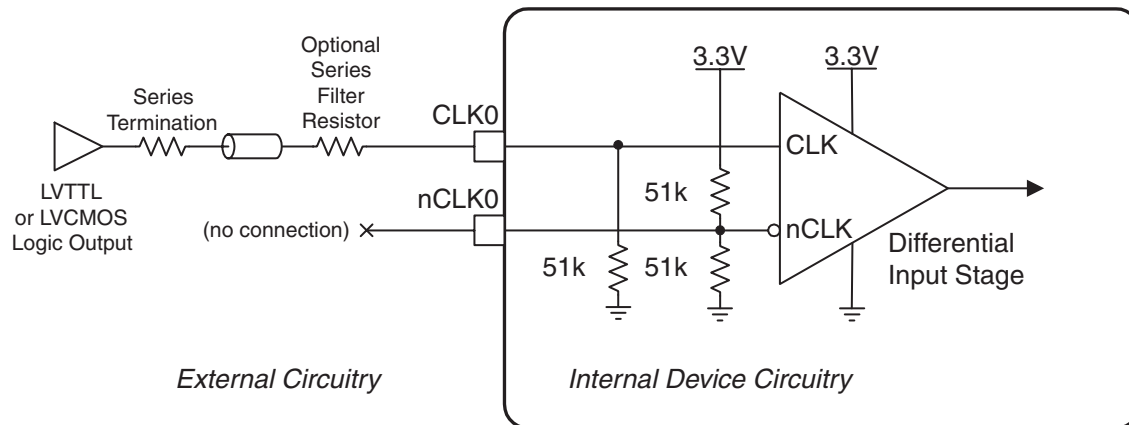 Optional
Series
Filter
Resistor
Series
Termination
LVTTL
or LVCMOS
Logic Output
(no connection)
CLK0
nCLK0
3.3V
3.3V
CLK
nCLK
51k
51k
51k
Differential
Input Stage
External Circuitry
Internal Device Circuitry